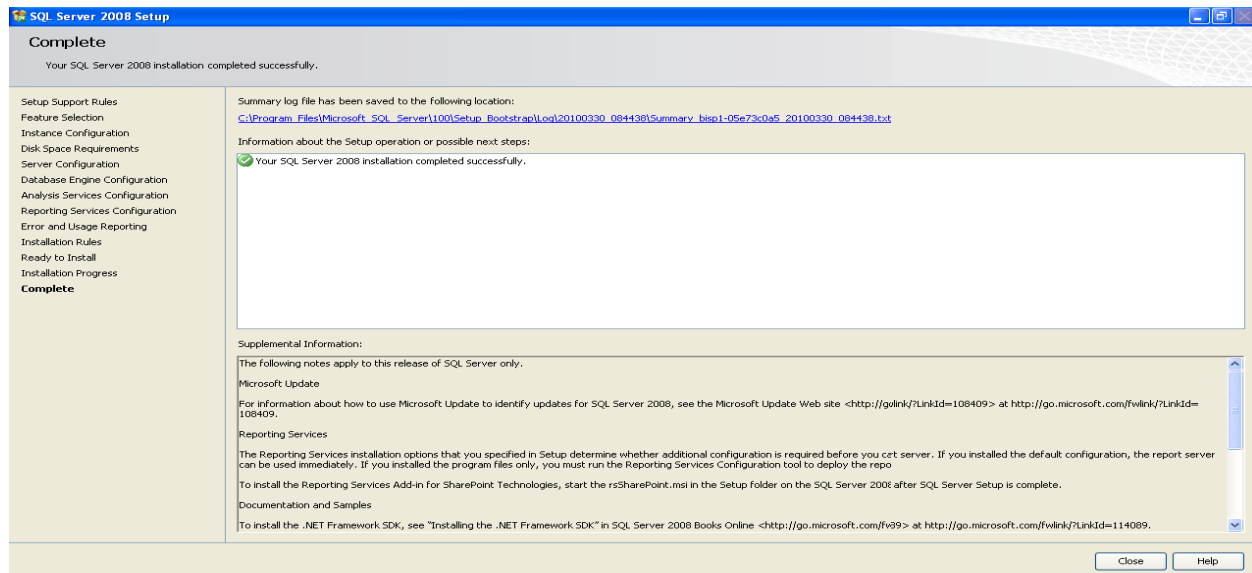 SQL Server 2008 Setup
Complete
Your SQL Server 2008 installation completed successfully.
Setup Support Rules
Feature Selection
Instance Configuration
Disk Space Requirements
Server Configuration
Database Engine Configuration
Analysis Services Configuration
Reporting Services Configuration
Error and Usage Reporting
Installation Rules
Ready to Install
Installation Progress
Complete
Summary log file has been saved to the following location:
C:\Program Files\Microsoft SQL Server\100\Setup Bootstrap\Log\20100330_084438\Summary_bisp1-05e73c0a5_20100330_084438.txt
Information about the Setup operation or possible next steps:
Your SQL Server 2008 installation completed successfully.
Supplemental Information:
The following notes apply to this release of SQL Server only.
Microsoft Update
For information about how to use Microsoft Update to identify updates for SQL Server 2008, see the Microsoft Update Web site <http://gwlink/?LinkId=108409> at http://go.microsoft.com/fwlink/?LinkId=
108409.
Reporting Services
The Reporting Services installation options that you specified in Setup determine whether additional configuration is required before you server. If you installed the default configuration, the report server
can be used immediately. If you installed the program files only, you must run the Reporting Services Configuration tool to deploy the repo
To install the Reporting Services Add-in for SharePoint Technologies, start the rsSharePoint.msi in the Setup folder on the SQL Server 2008 after SQL Server Setup is complete.
Documentation and Samples
To install the .NET Framework SDK, see "Installing the .NET Framework SDK" in SQL Server 2008 Books Online <http://go.microsoft.com/fw89> at http://go.microsoft.com/fwlink/?LinkId=114089.
Close
Help